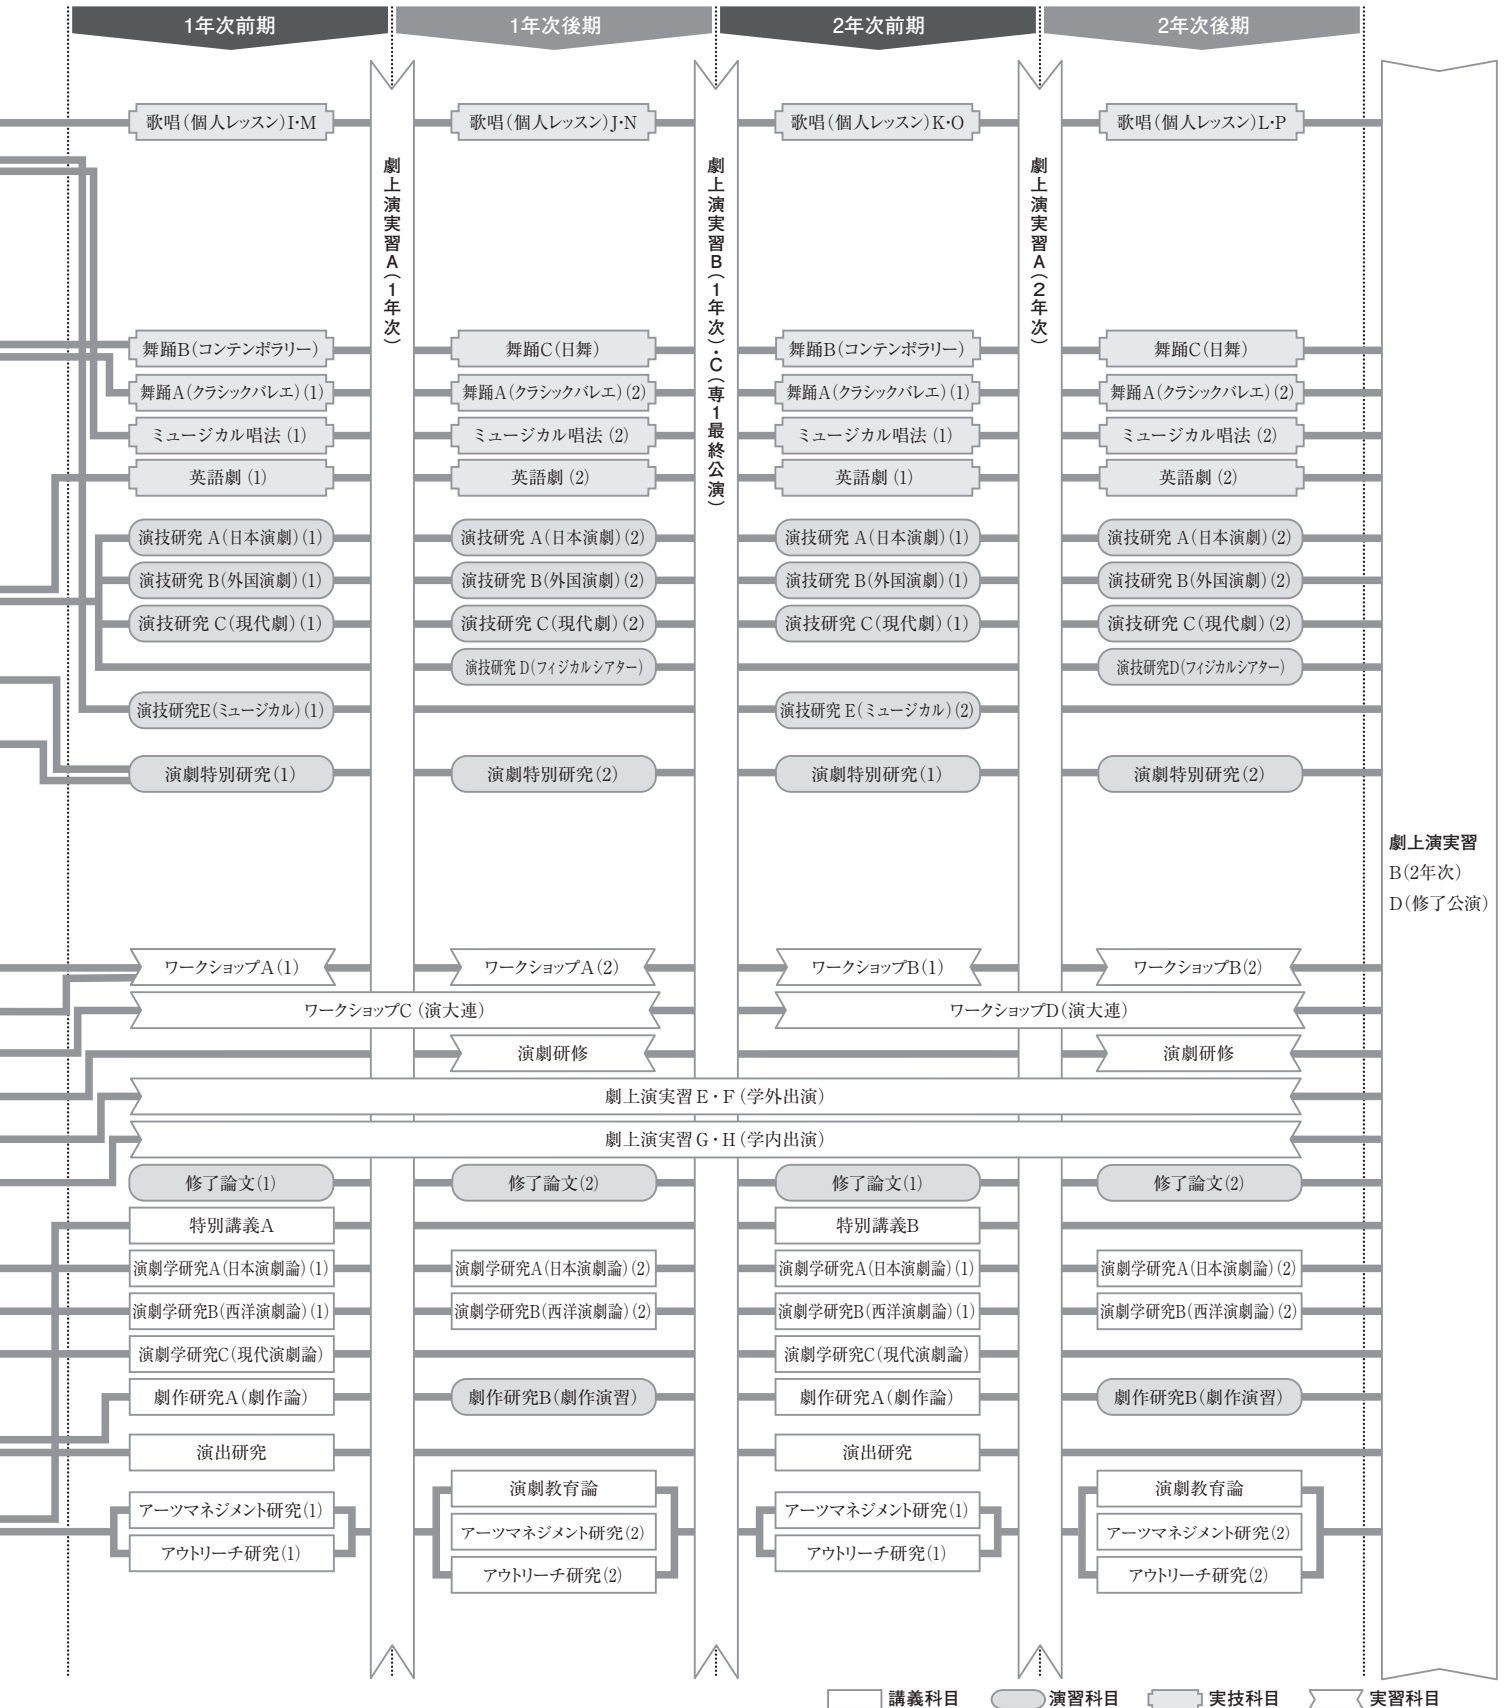 1年次前期
1年次後期
2年次前期
2年次後期
歌唱（個人レッスン）I・M
歌唱（個人レッスン）J・N
歌唱（個人レッスン）K・O
歌唱（個人レッスン）L・P
劇上演実習A（1年次）
劇上演実習B（1年次）・C（専1最終公演）
劇上演実習A（2年次）
舞踊B（コンテンポラリー）
舞踊C（日舞）
舞踊B（コンテンポラリー）
舞踊C（日舞）
舞踊A（クラシックバレエ）(1)
舞踊A（クラシックバレエ）(2)
舞踊A（クラシックバレエ）(1)
舞踊A（クラシックバレエ）(2)
ミュージカル唱法 (1)
ミュージカル唱法 (2)
ミュージカル唱法 (1)
ミュージカル唱法 (2)
英語劇 (1)
英語劇 (2)
英語劇 (1)
英語劇 (2)
演技研究 A（日本演劇）(1)
演技研究 A（日本演劇）(2)
演技研究 A（日本演劇）(1)
演技研究 A（日本演劇）(2)
演技研究 B（外国演劇）(1)
演技研究 B（外国演劇）(2)
演技研究 B（外国演劇）(1)
演技研究 B（外国演劇）(2)
演技研究 C（現代劇）(1)
演技研究 C（現代劇）(2)
演技研究 C（現代劇）(1)
演技研究 C（現代劇）(2)
演技研究 D（フィジカルシアター）
演技研究D（フィジカルシアター）
演技研究E（ミュージカル）(1)
演技研究 E（ミュージカル）(2)
演劇特別研究(1)
演劇特別研究(2)
演劇特別研究(1)
演劇特別研究(2)
劇上演実習
B（2年次）
D（修了公演）
ワークショップA(1)
ワークショップA(2)
ワークショップB(1)
ワークショップB(2)
ワークショップC（演大連）
ワークショップD（演大連）
演劇研修
演劇研修
劇上演実習 E・F（学外出演）
劇上演実習 G・H（学内出演）
修了論文(1)
修了論文(2)
修了論文(1)
修了論文(2)
特別講義A
特別講義B
演劇学研究A（日本演劇論）(1)
演劇学研究A（日本演劇論）(2)
演劇学研究A（日本演劇論）(1)
演劇学研究A（日本演劇論）(2)
演劇学研究B（西洋演劇論）(1)
演劇学研究B（西洋演劇論）(2)
演劇学研究B（西洋演劇論）(1)
演劇学研究B（西洋演劇論）(2)
演劇学研究C（現代演劇論）
演劇学研究C（現代演劇論）
劇作研究A（劇作論）
劇作研究B（劇作演習）
劇作研究A（劇作論）
劇作研究B（劇作演習）
演出研究
演出研究
演劇教育論
演劇教育論
アーツマネジメント研究(1)
アーツマネジメント研究(2)
アーツマネジメント研究(1)
アーツマネジメント研究(2)
アウトリーチ研究(1)
アウトリーチ研究(2)
アウトリーチ研究(1)
アウトリーチ研究(2)
講義科目
演習科目
実技科目
実習科目